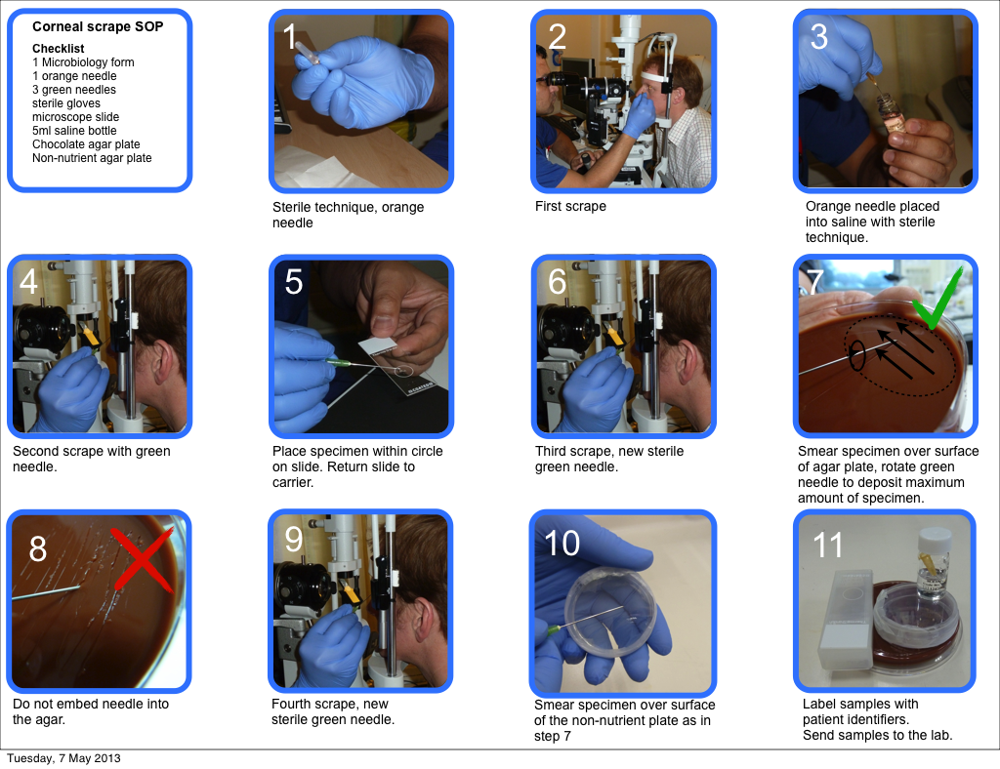 Corneal scrape SOP
Checklist
1 Microbiology form
1 orange needle
3 green needles
sterile gloves
microscope slide
5ml saline bottle
Chocolate agar plate
Non-nutrient agar plate
1
Sterile technique, orange
needle
2
First scrape
3
Orange needle placed
into saline with sterile
technique.
4
Second scrape with green
needle.
5
Place specimen within circle
on slide. Return slide to
carrier.
6
Third scrape, new sterile
green needle.
7
Smear specimen over surface
of agar plate, rotate green
needle to deposit maximum
amount of specimen.
8
Do not embed needle into
the agar.
9
Fourth scrape, new
sterile green needle.
10
Smear specimen over surface
of the non-nutrient plate as in
step 7
11
Label samples with
patient identifiers.
Send samples to the lab.
Tuesday, 7 May 2013